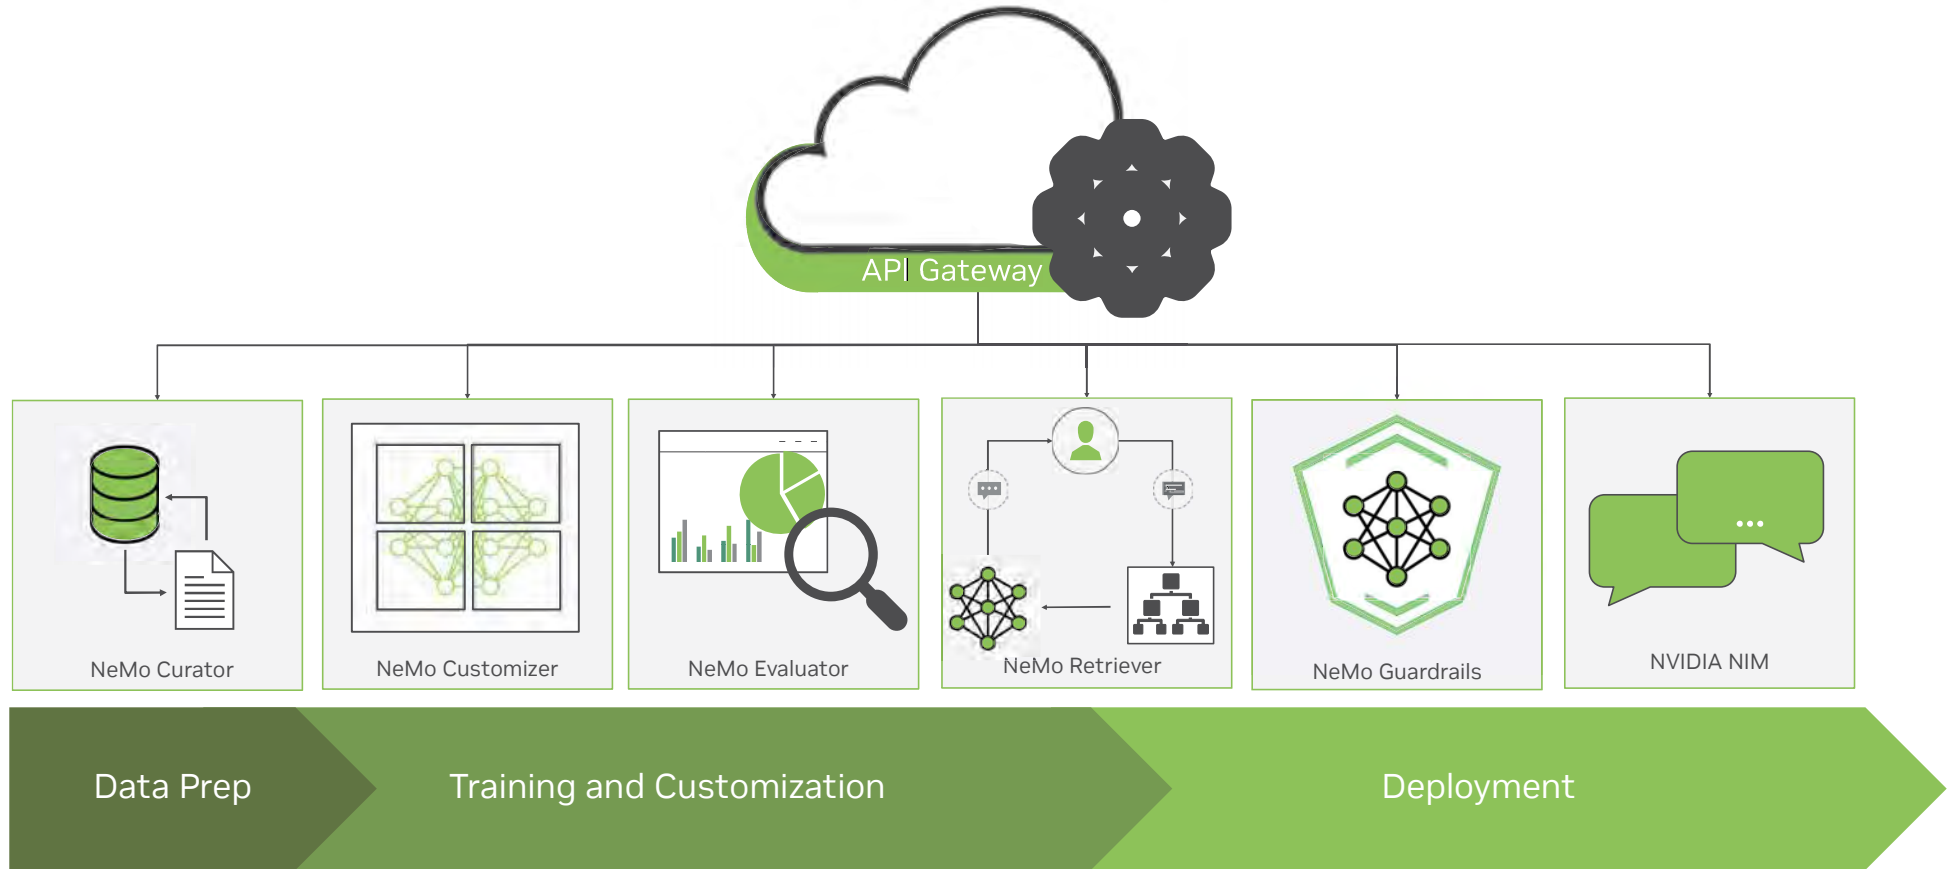 API Gateway
NeMo Curator
NeMo Customizer
NeMo Evaluator
NeMo Retriever
NeMo Guardrails
NVIDIA NIM
Data Prep
Training and Customization
Deployment